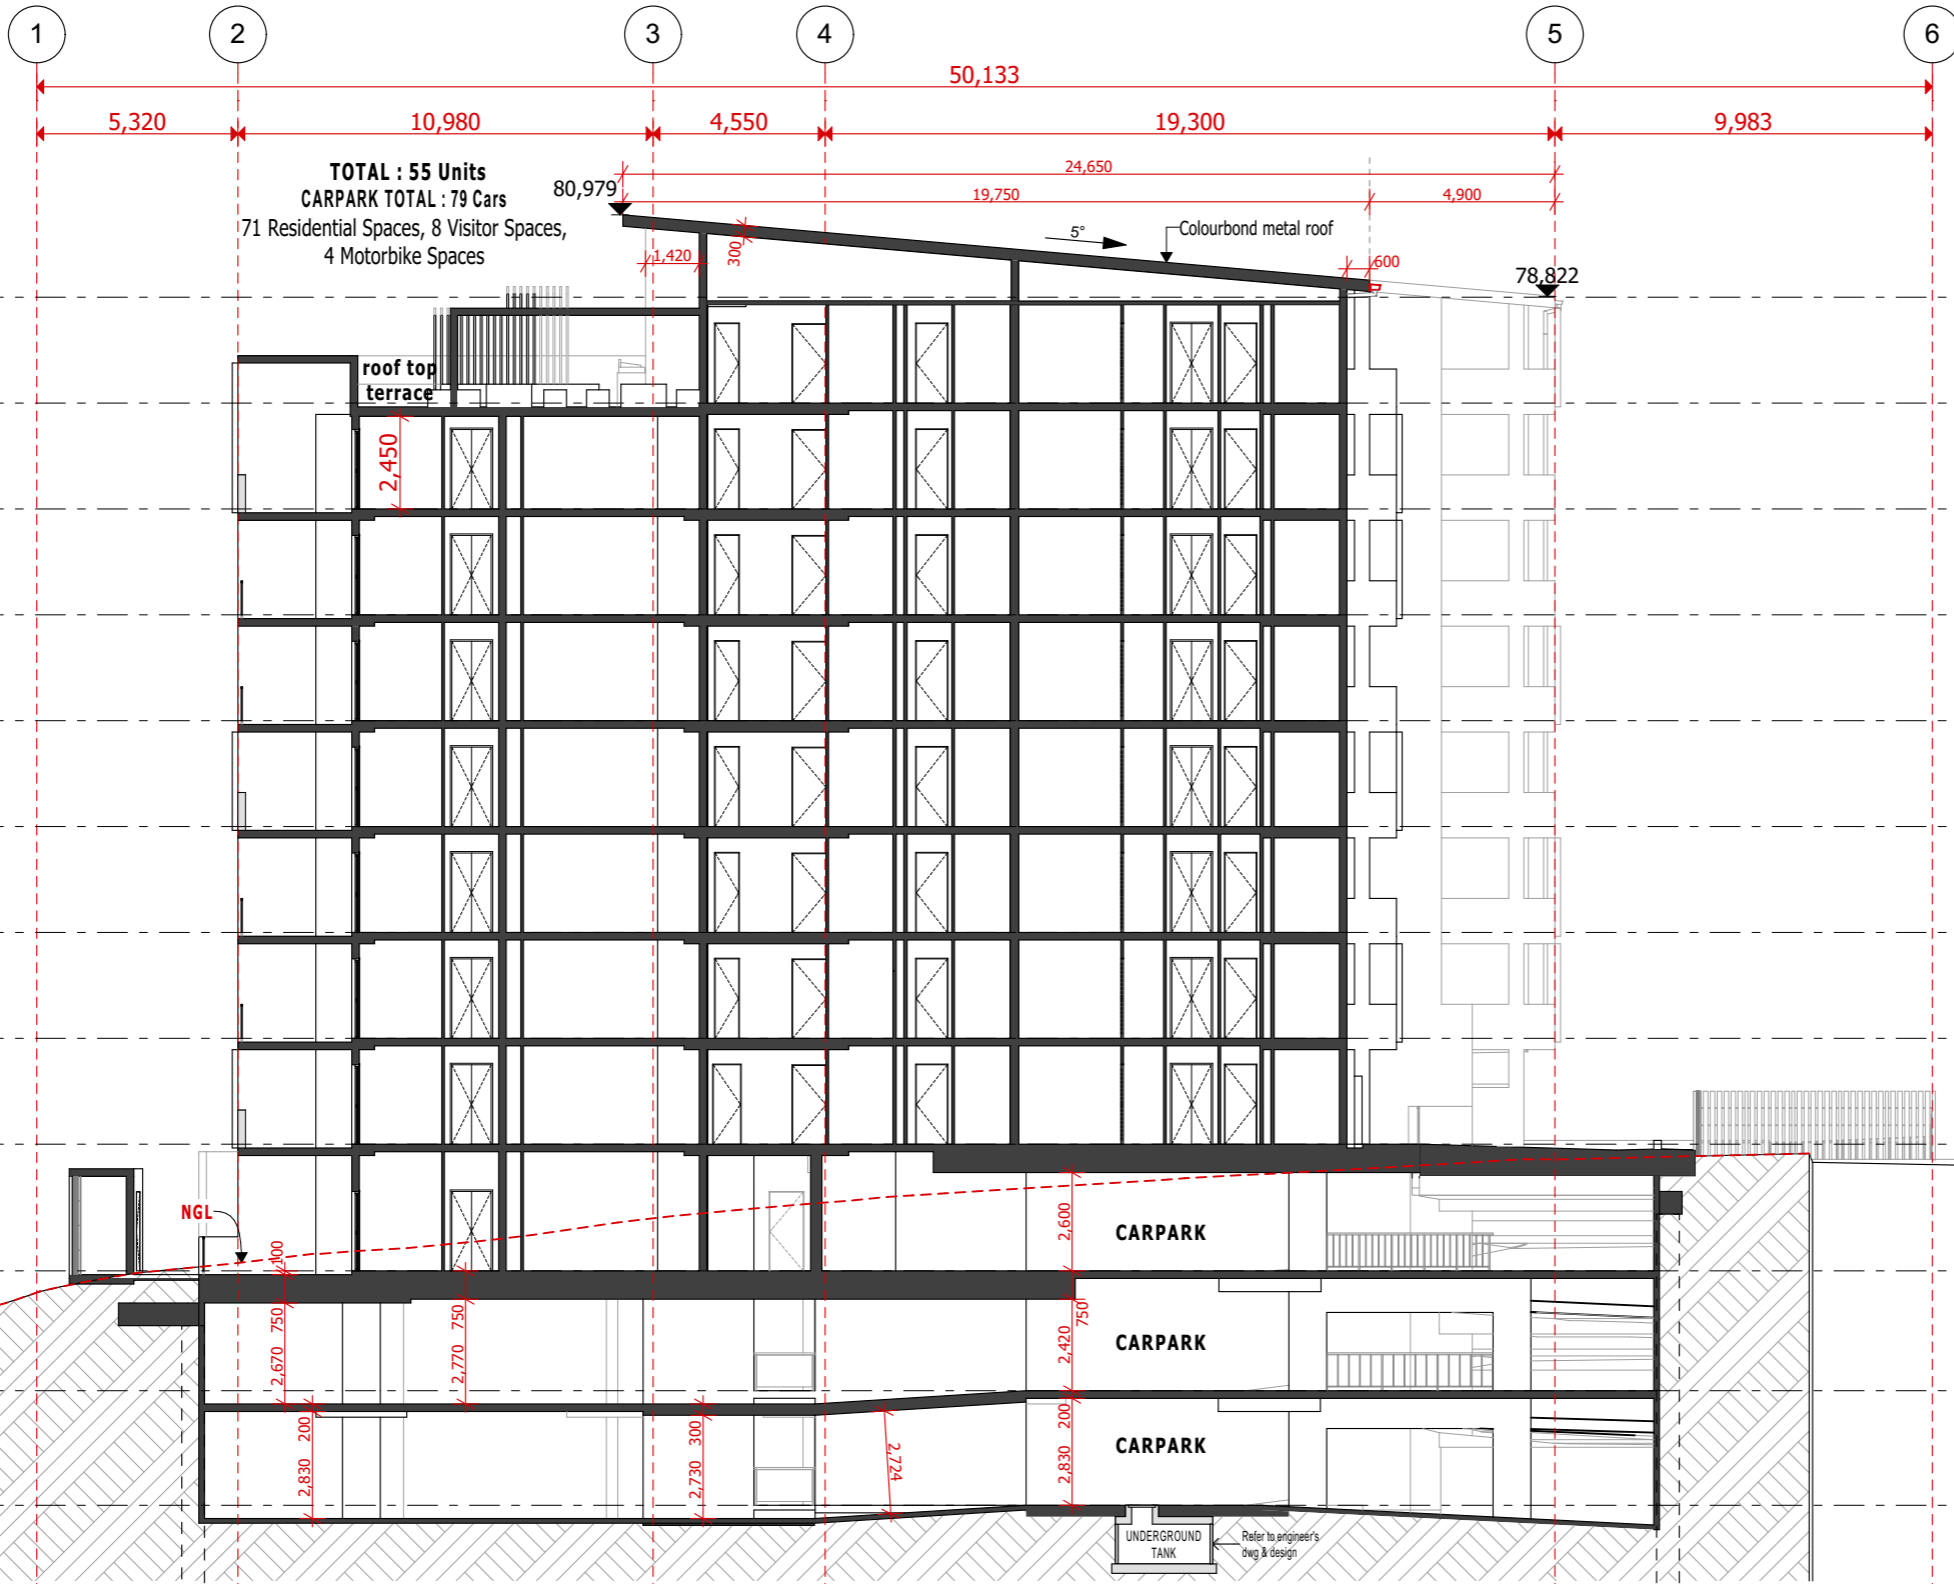 1 2 3 4 5 6
50,133
5,320 10,980 4,550 19,300 9,983
TOTAL : 55 Units
CARPARK TOTAL : 79 Cars
71 Residential Spaces, 8 Visitor Spaces,
4 Motorbike Spaces
24,650
80,979
19,750 4,900
300
1,420
5°
Colourbond metal roof
600
78,822
roof top
terrace
2,450
NGL
100
2,600
CARPARK
750
750
750
2,670
2,770
2,420
CARPARK
200
300
200
2,830
2,730
2,724
2,830
CARPARK
UNDERGROUND
TANK
Refer to engineer's
dwg & design